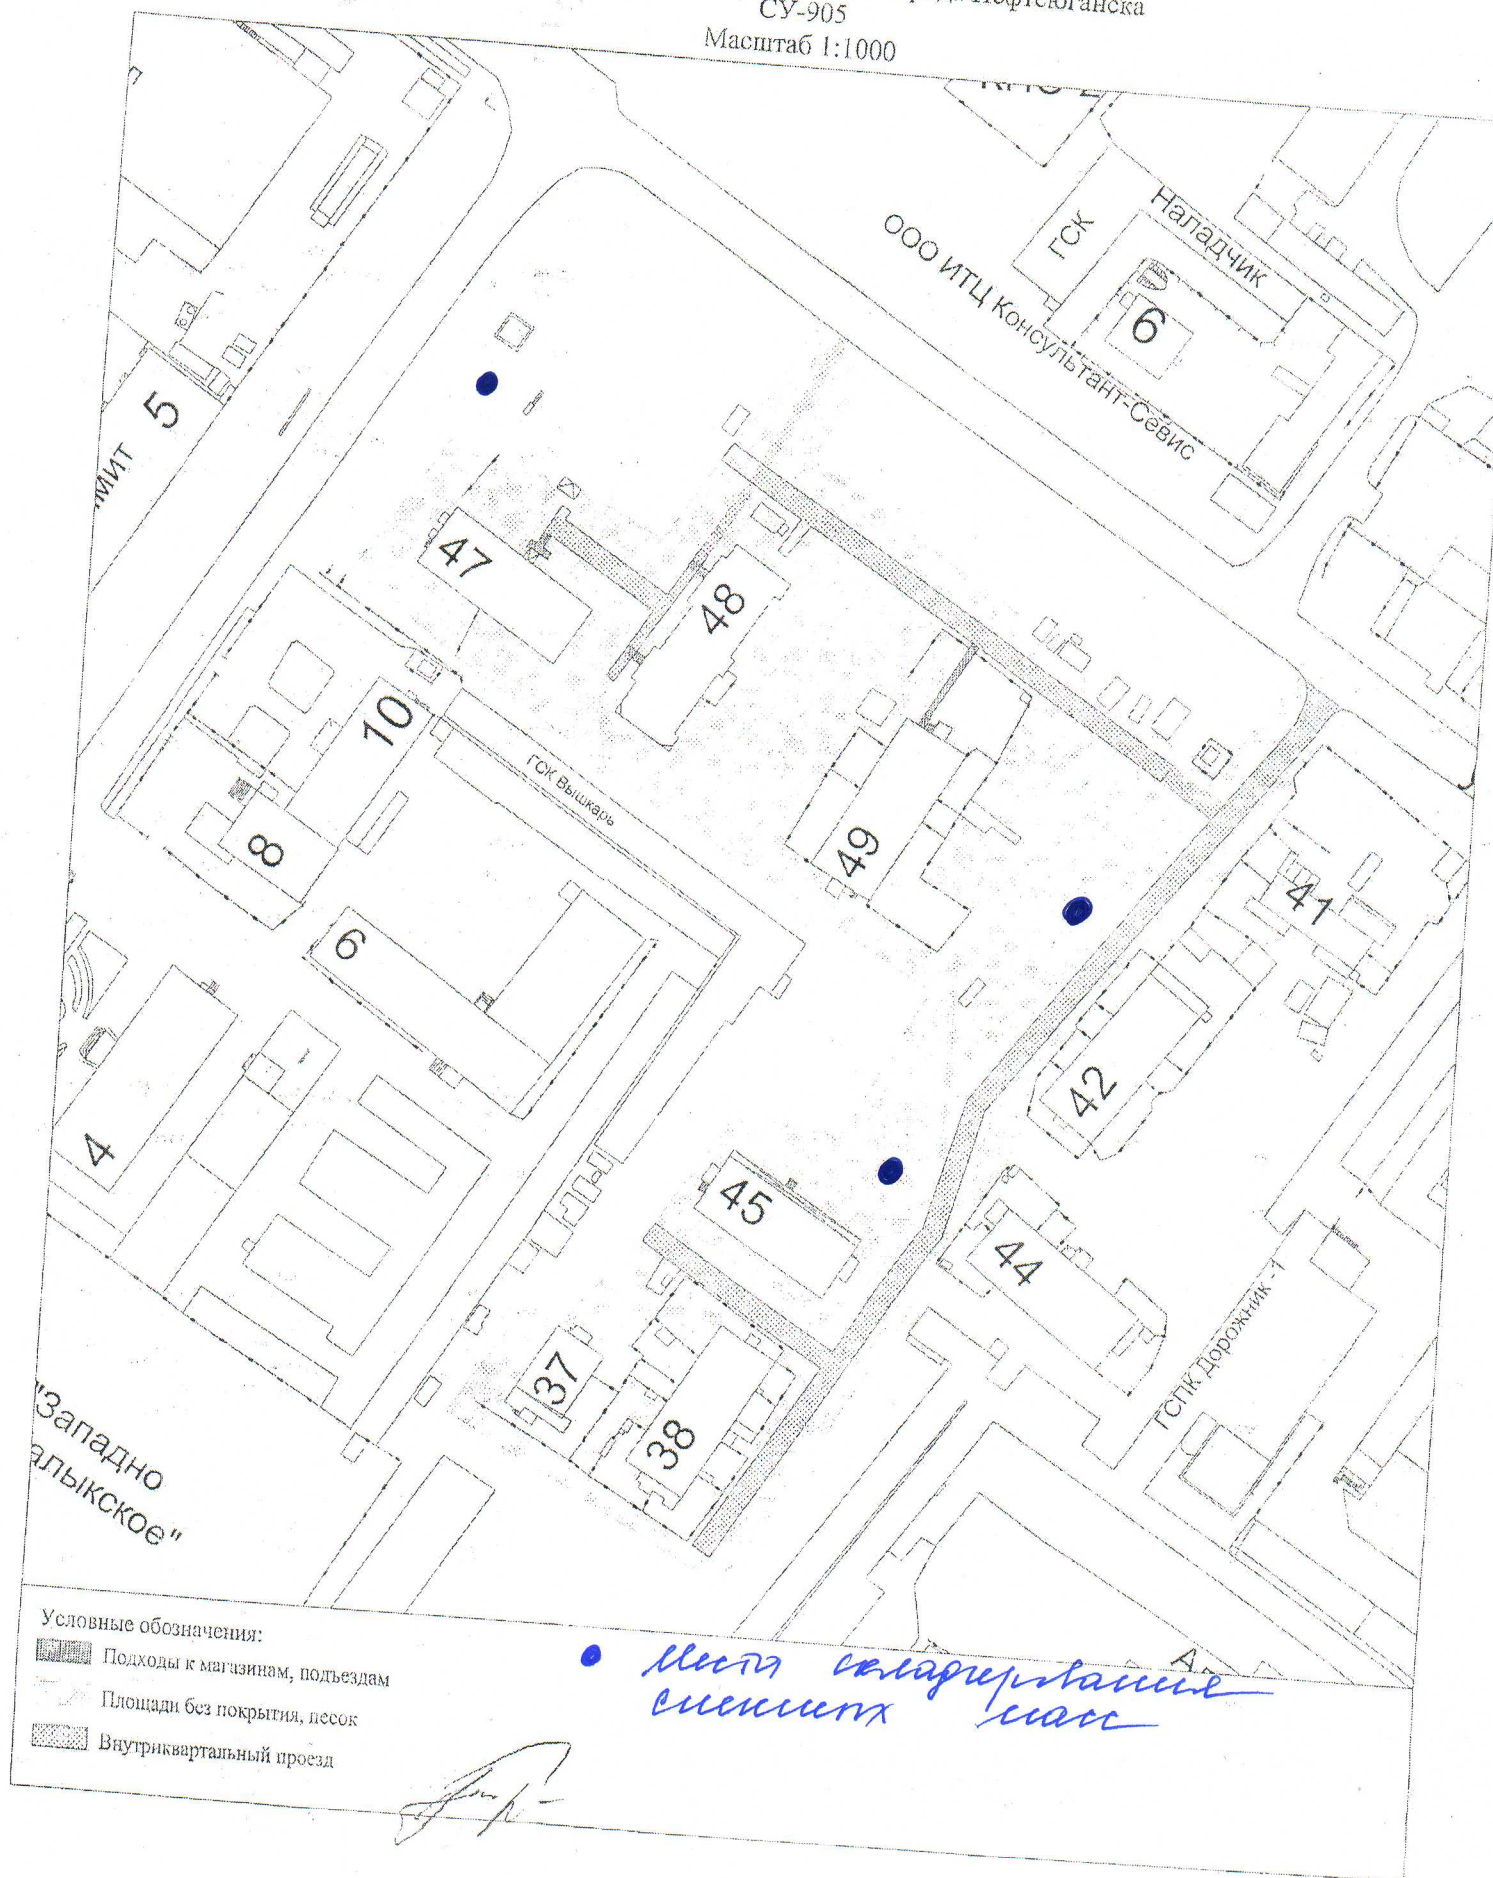 Нефтеюганска
СУ-905
Масштаб 1:1000
ГСК
Наладчик
ООО ИТЦ Консультант-Севис
6
5
47
48
10
ГСК Вышкарь
49
8
41
6
42
4
45
44
37
38
ГСПК Дорожник -1
"Западно
алыкское"
Условные обозначения:
Подходы к магазинам, подъездам
Площади без покрытия, песок
Внутриквартальный проезд
Места складирования
снежных масс